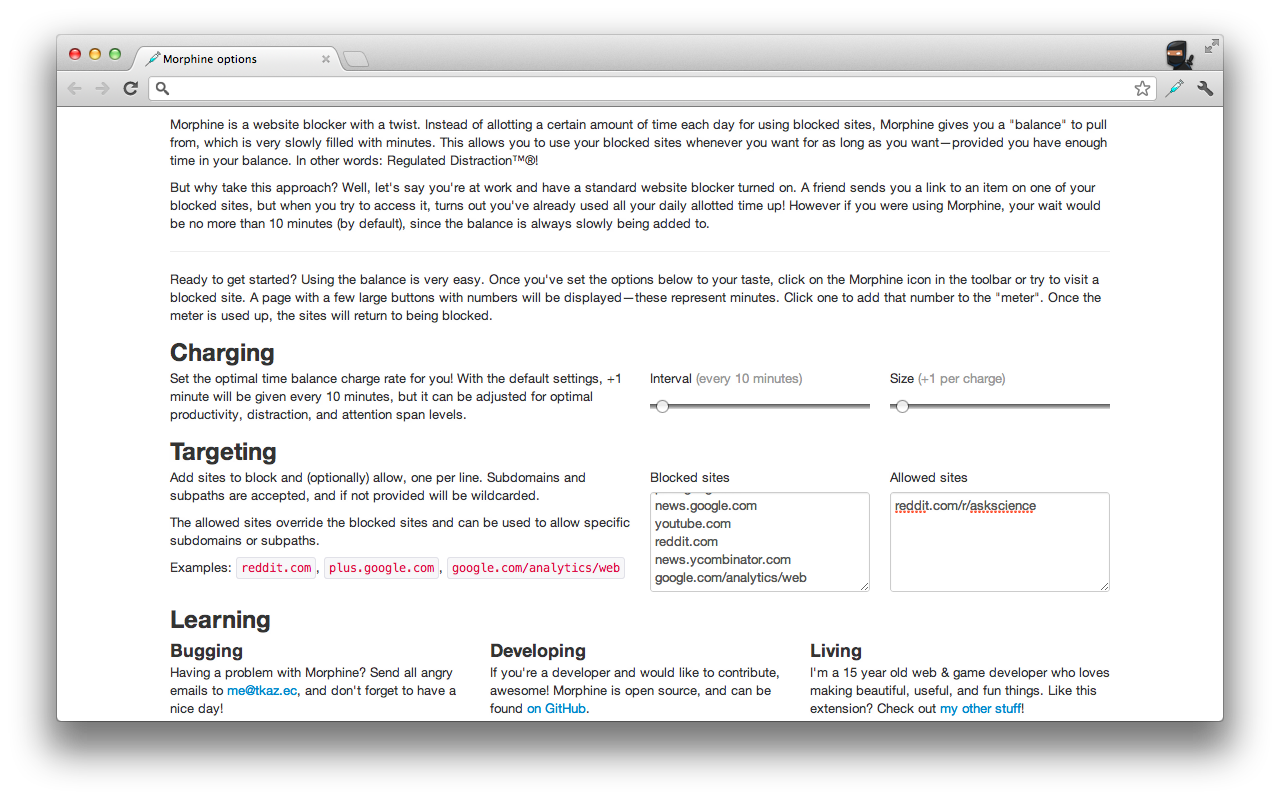 Morphine options
Morphine is a website blocker with a twist. Instead of allotting a certain amount of time each day for using blocked sites, Morphine gives you a "balance" to pull
from, which is very slowly filled with minutes. This allows you to use your blocked sites whenever you want for as long as you want—provided you have enough
time in your balance. In other words: Regulated Distraction™®!
But why take this approach? Well, let's say you're at work and have a standard website blocker turned on. A friend sends you a link to an item on one of your
blocked sites, but when you try to access it, turns out you've already used all your daily allotted time up! However if you were using Morphine, your wait would
be no more than 10 minutes (by default), since the balance is always slowly being added to.
Ready to get started? Using the balance is very easy. Once you've set the options below to your taste, click on the Morphine icon in the toolbar or try to visit a
blocked site. A page with a few large buttons with numbers will be displayed—these represent minutes. Click one to add that number to the "meter". Once the
meter is used up, the sites will return to being blocked.
Charging
Set the optimal time balance charge rate for you! With the default settings, +1
minute will be given every 10 minutes, but it can be adjusted for optimal
productivity, distraction, and attention span levels.
Interval (every 10 minutes)
Size (+1 per charge)
Targeting
Add sites to block and (optionally) allow, one per line. Subdomains and
subpaths are accepted, and if not provided will be wildcarded.
The allowed sites override the blocked sites and can be used to allow specific
subdomains or subpaths.
Examples: reddit.com, plus.google.com, google.com/analytics/web
Blocked sites
news.google.com
youtube.com
reddit.com
news.ycombinator.com
google.com/analytics/web
Allowed sites
reddit.com/r/askscience
Learning
Bugging
Having a problem with Morphine? Send all angry
emails to me@tkaz.ec, and don't forget to have a
nice day!
Developing
If you're a developer and would like to contribute,
awesome! Morphine is open source, and can be
found on GitHub.
Living
I'm a 15 year old web & game developer who loves
making beautiful, useful, and fun things. Like this
extension? Check out my other stuff!